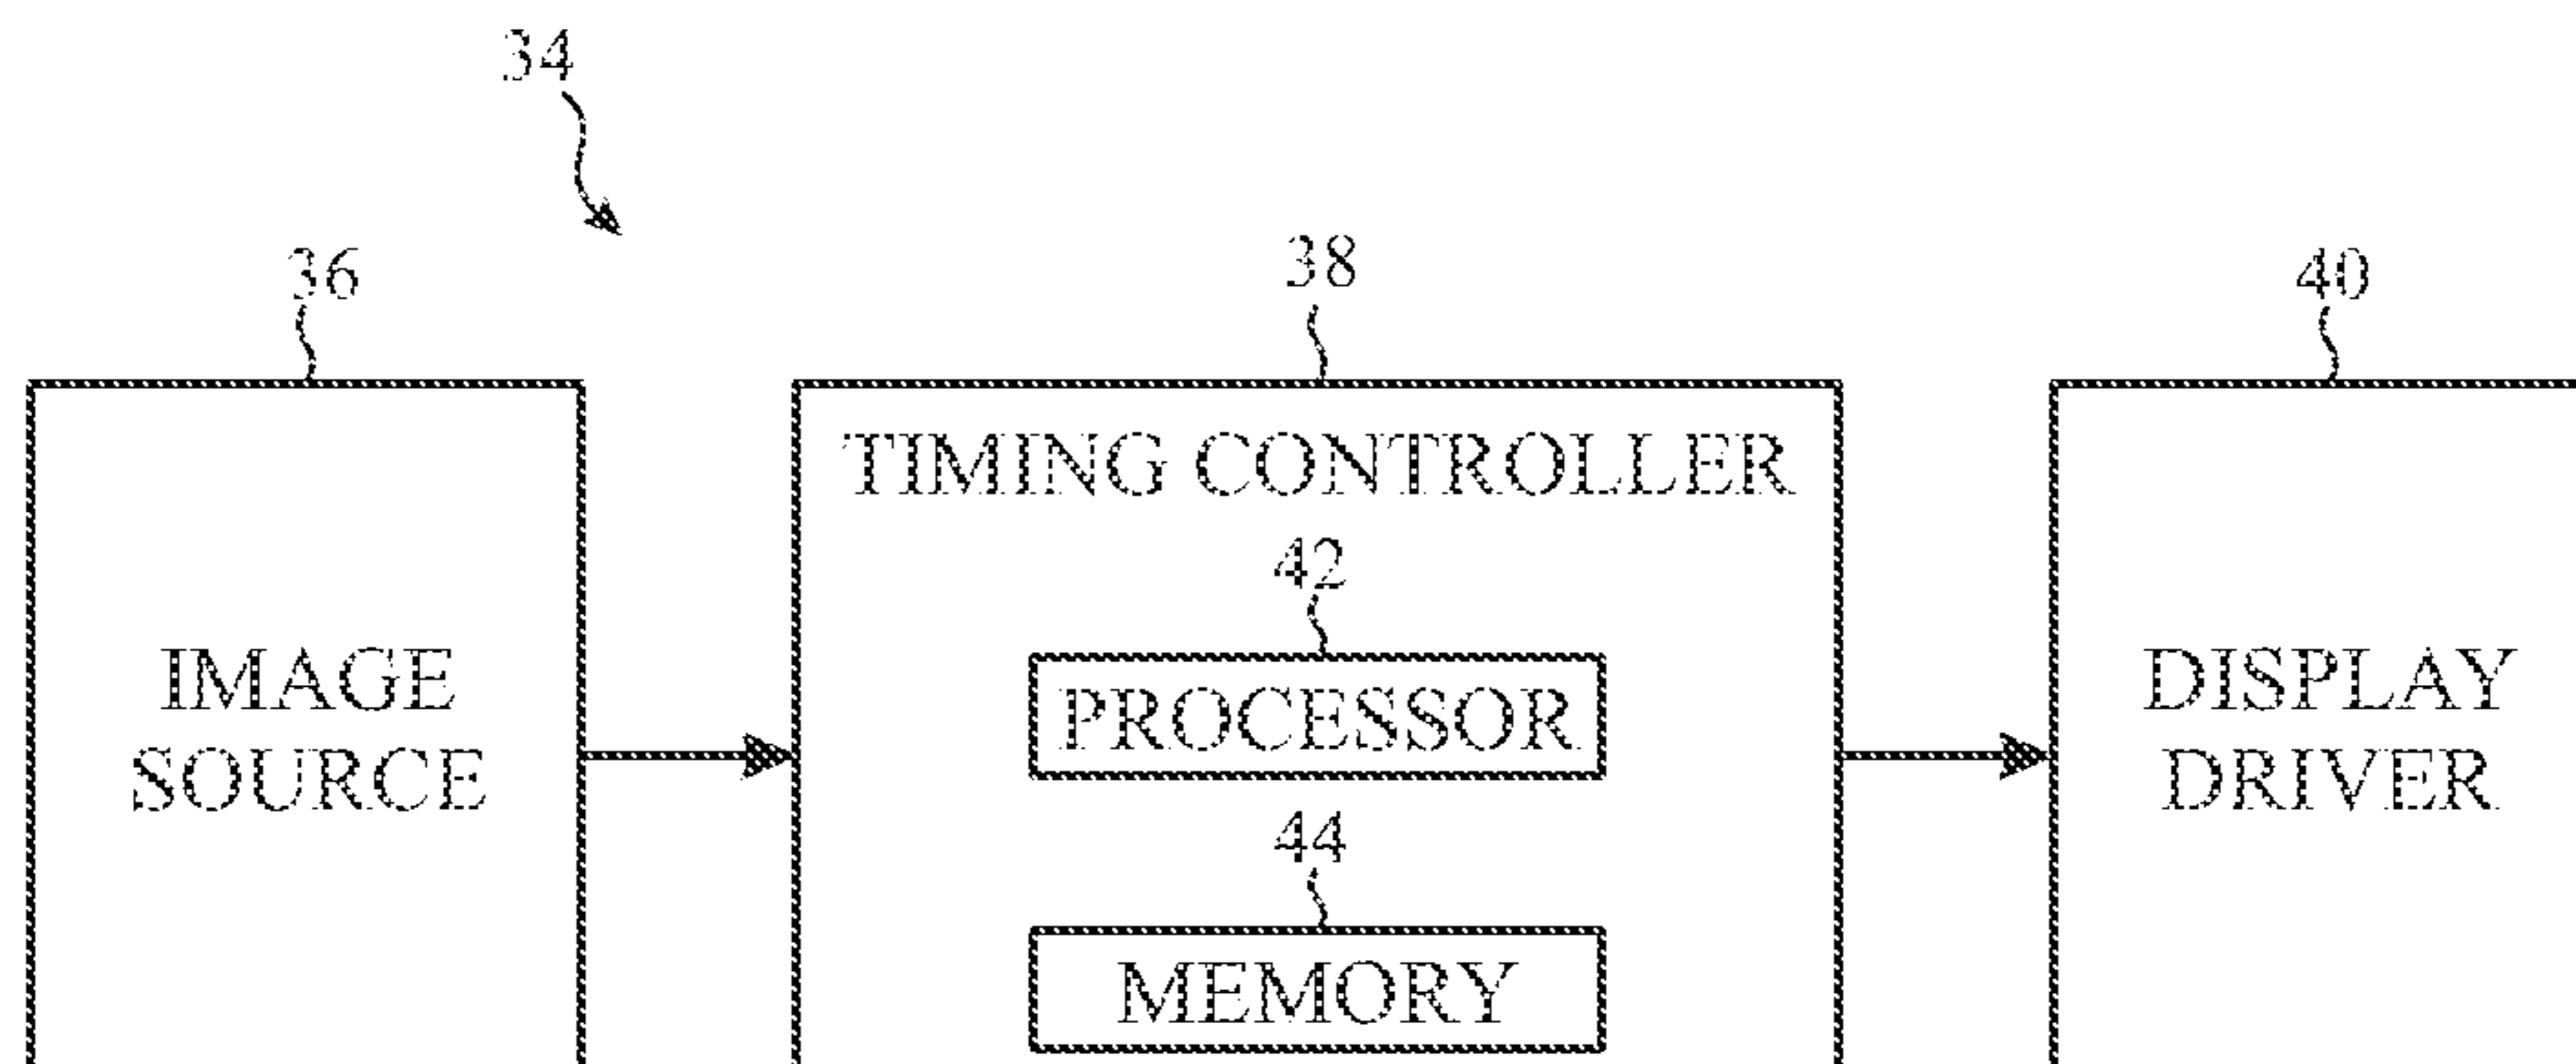 34
36
38
40
TIMING CONTROLLER
42
IMAGE
SOURCE
PROCESSOR
DISPLAY
DRIVER
44
MEMORY